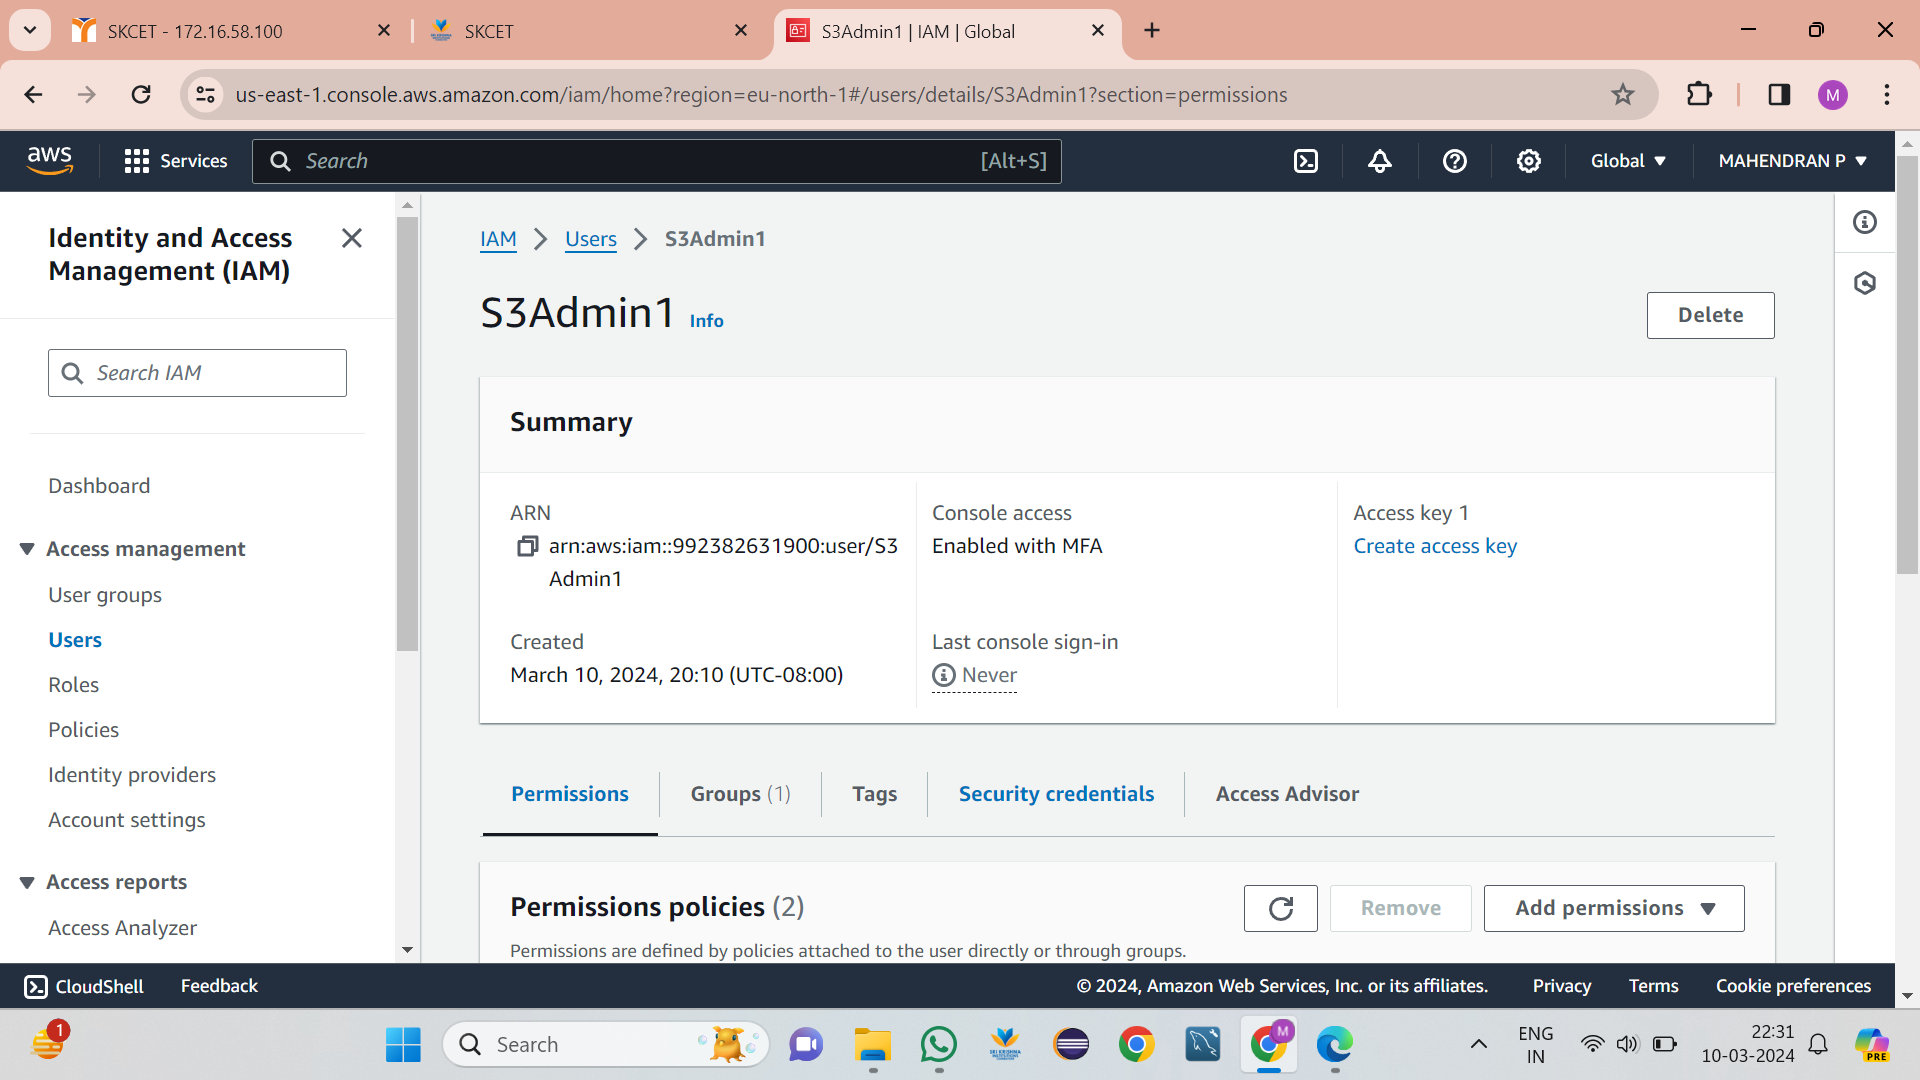 SKCET - 172.16.58.100
SKCET
S3Admin1 | IAM | Global
us-east-1.console.aws.amazon.com/iam/home?region=eu-north-1#/users/details/S3Admin1?section=permissions
M
aws
Services
Search
[Alt+S]
Global
MAHENDRAN P
Identity and Access
Management (IAM)
Search IAM
Dashboard
Access management
User groups
Users
Roles
Policies
Identity providers
Account settings
Access reports
Access Analyzer
IAM
Users
S3Admin1
S3Admin1 Info
Delete
Summary
ARN
arn:aws:iam::992382631900:user/S3
Admin1
Console access
Enabled with MFA
Access key 1
Create access key
Created
March 10, 2024, 20:10 (UTC-08:00)
Last console sign-in
Never
Permissions
Groups (1)
Tags
Security credentials
Access Advisor
Permissions policies (2)
Remove
Add permissions
Permissions are defined by policies attached to the user directly or through groups.
CloudShell
Feedback
© 2024, Amazon Web Services, Inc. or its affiliates.
Privacy
Terms
Cookie preferences
1
Search
SRI KRISHNA
INSTITUTIONS
M
ENG
IN
22:31
10-03-2024
PRE